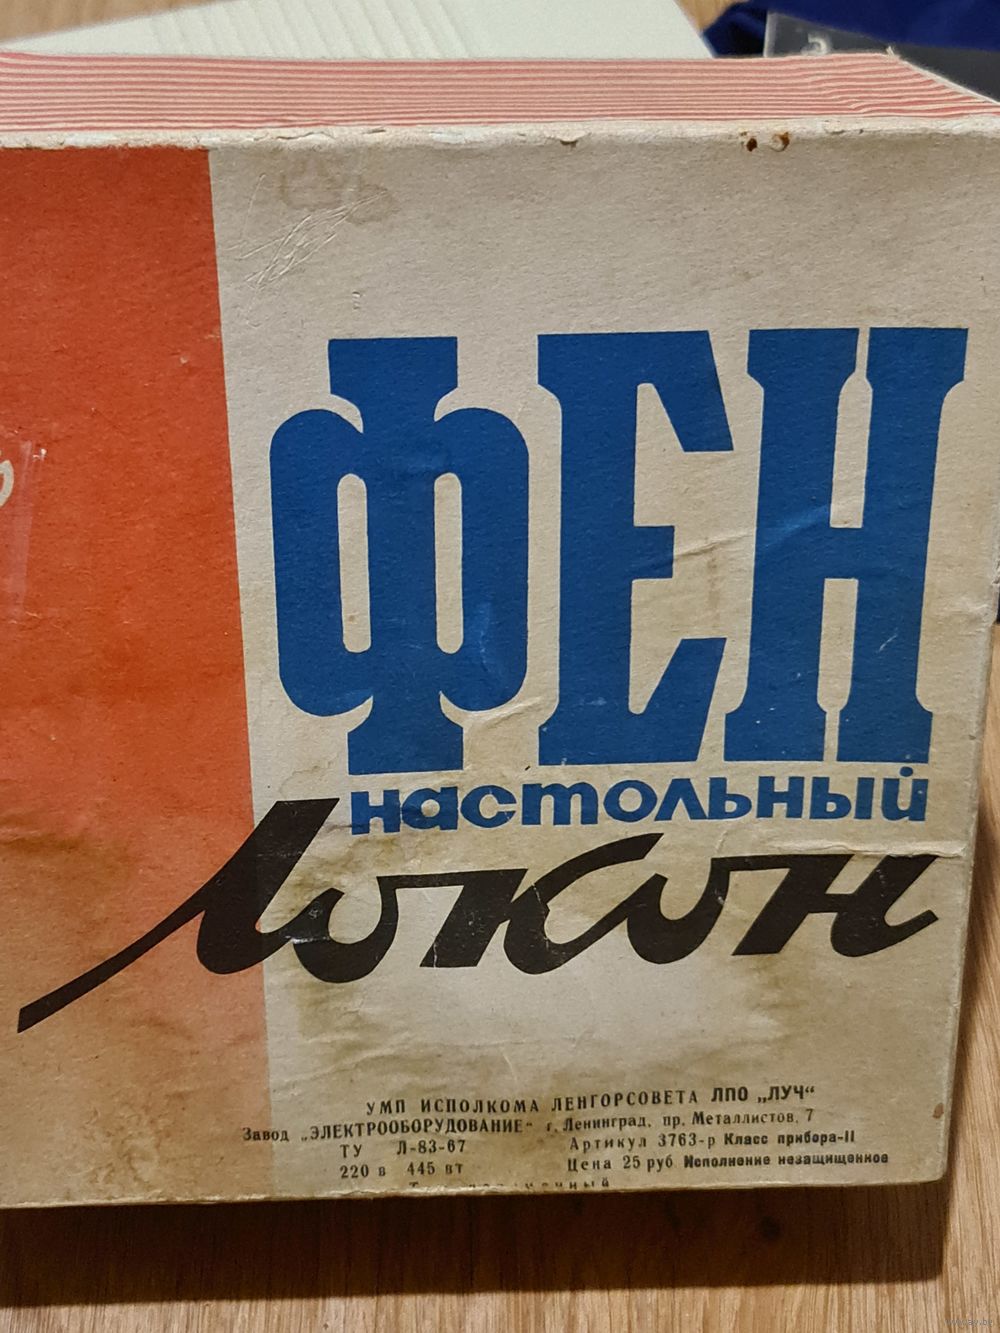 ФЕН
настольный
Локон
УМП ИСПОЛКОМА ЛЕНГОРСОВЕТА ЛПО „ЛУЧ“
Завод „ЭЛЕКТРООБОРУДОВАНИЕ" г. Ленинград, пр. Металлистов, 7
ТУ Л-83-67 Артикул 3763-р Класс прибора-II
220 в 445 вт Цена 25 руб Исполнение незащищенное